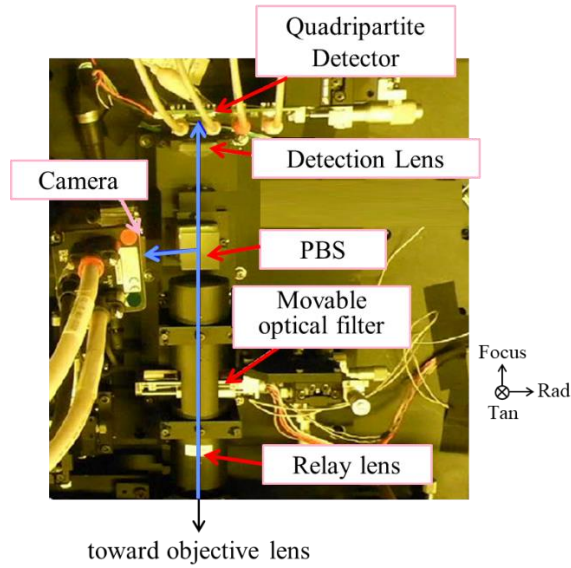 Quadripartite
Detector
Detection Lens
Camera
PBS
Movable
optical filter
Focus
Rad
Tan
Relay lens
toward objective lens